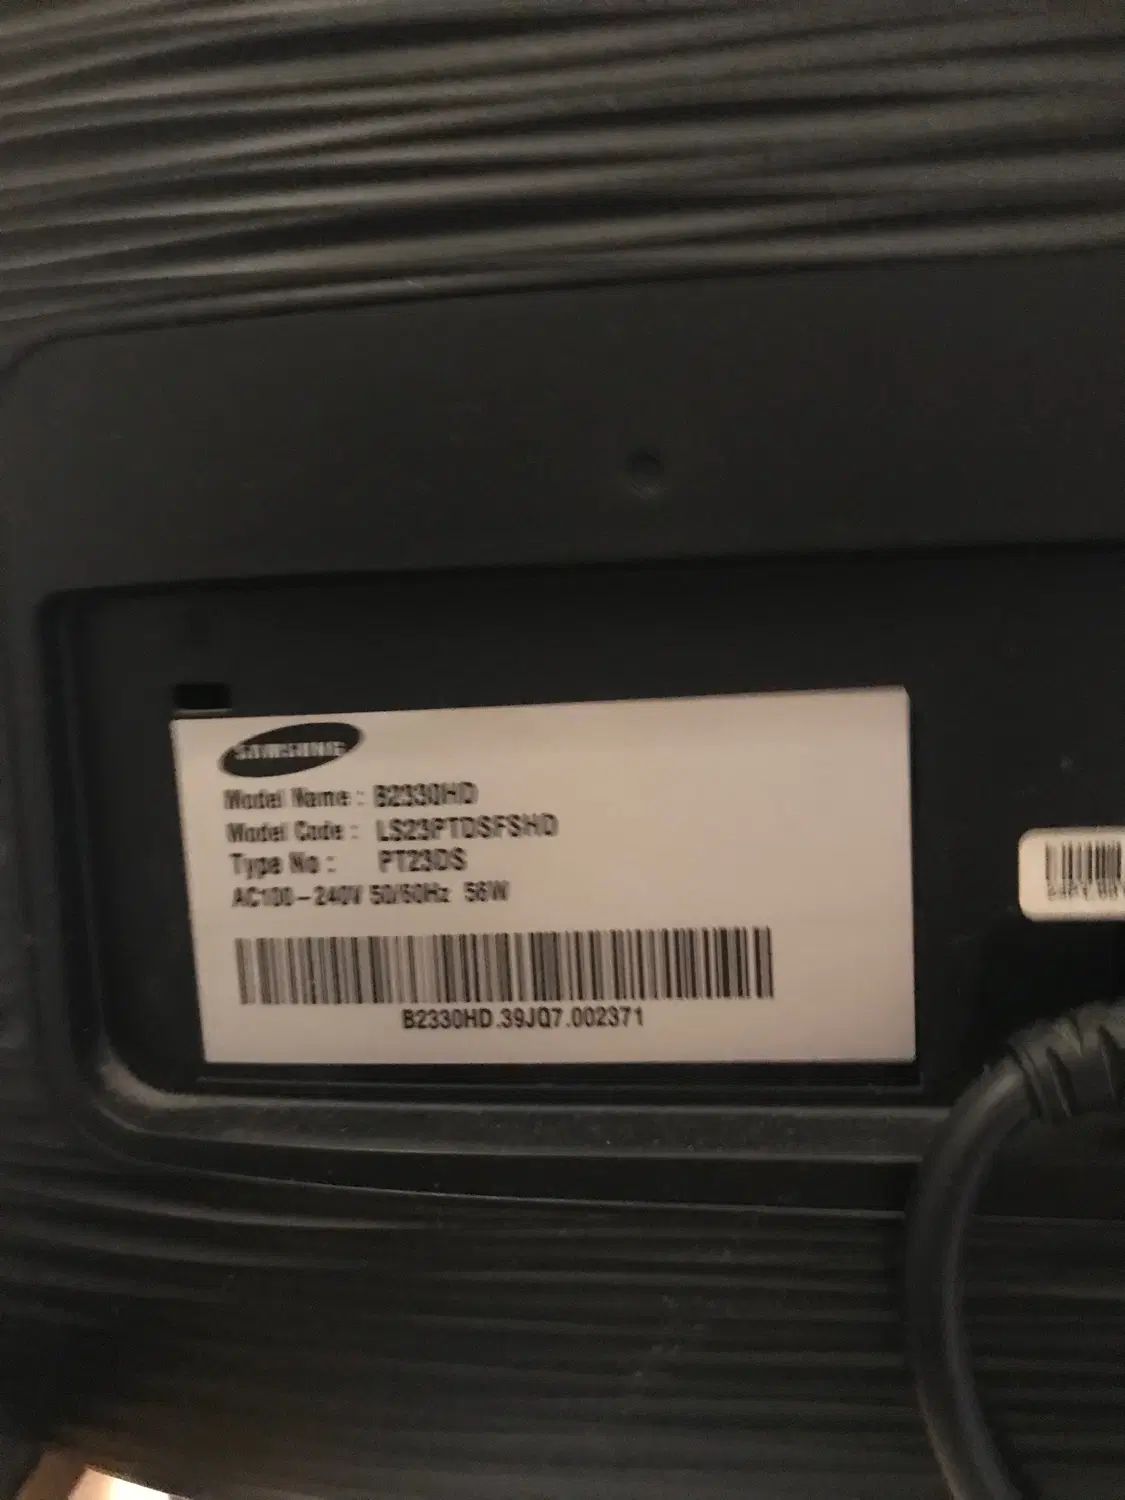 SAMSUNG
Model Name : B2330HD
Model Code : LS23PTDSFSHD
Type No : PT23DS
AC100-240V 50/60Hz 56W
B2330HD.39JQ7.002371